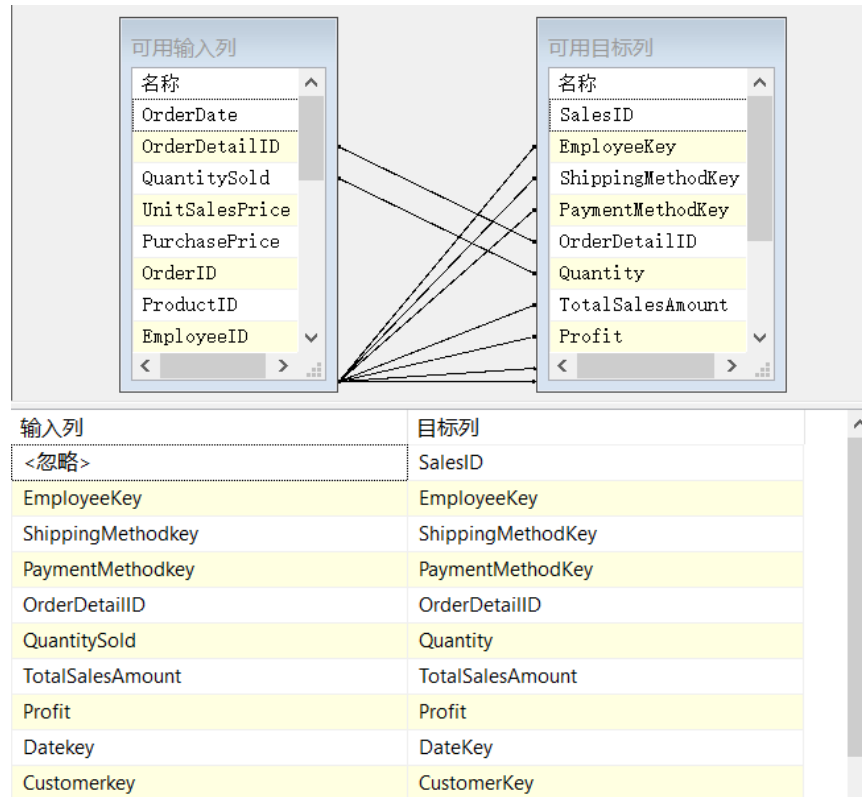 可用输入列
名称
OrderDate
OrderDetailID
QuantitySold
UnitSalesPrice
PurchasePrice
OrderID
ProductID
EmployeeID
可用目标列
名称
SalesID
EmployeeKey
ShippingMethodKey
PaymentMethodKey
OrderDetailID
Quantity
TotalSalesAmount
Profit
输入列 目标列
<忽略> SalesID
EmployeeKey EmployeeKey
ShippingMethodkey ShippingMethodKey
PaymentMethodkey PaymentMethodKey
OrderDetailID OrderDetailID
QuantitySold Quantity
TotalSalesAmount TotalSalesAmount
Profit Profit
Datekey DateKey
Customerkey CustomerKey